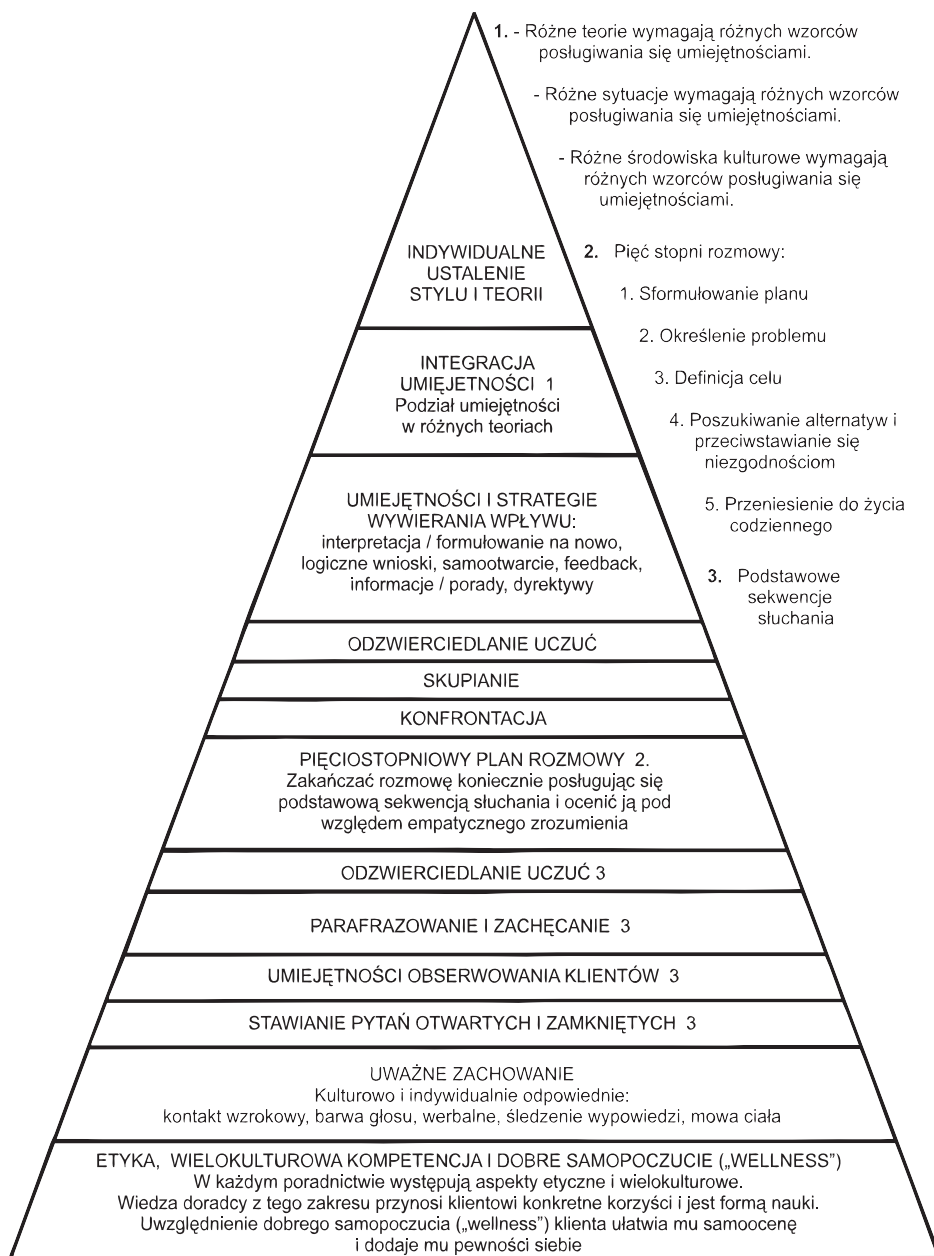 1. - Różne teorie wymagają różnych wzorców
posługiwania się umiejętnościami.
- Różne sytuacje wymagają różnych wzorców
posługiwania się umiejętnościami.
- Różne środowiska kulturowe wymagają
różnych wzorców posługiwania się
umiejętnościami.
2. Pięć stopni rozmowy:
1. Sformułowanie planu
2. Określenie problemu
3. Definicja celu
4. Poszukiwanie alternatyw i
przeciwstawianie się
niezgodnościom
5. Przeniesienie do życia
codziennego
3. Podstawowe
sekwencje
słuchania
INDYWIDUALNE
USTALENIE
STYLU I TEORII
INTEGRACJA
UMIĘJETNOŚCI 1
Podział umiejętności
w różnych teoriach
UMIEJĘTNOŚCI I STRATEGIE
WYWIERANIA WPŁYWU:
interpretacja / formułowanie na nowo,
logiczne wnioski, samootwarcie, feedback,
informacje / porady, dyrektywy
ODZWIERCIEDLANIE UCZUĆ
SKUPIANIE
KONFRONTACJA
PIĘCIOSTOPNIOWY PLAN ROZMOWY 2.
Zakańczać rozmowę koniecznie posługując się
podstawową sekwencją słuchania i ocenić ją pod
względem empatycznego zrozumienia
ODZWIERCIEDLANIE UCZUĆ 3
PARAFRAZOWANIE I ZACHĘCANIE 3
UMIEJĘTNOŚCI OBSERWOWANIA KLIENTÓW 3
STAWIANIE PYTAŃ OTWARTYCH I ZAMKNIĘTYCH 3
UWAŻNE ZACHOWANIE
Kulturowo i indywidualnie odpowiednie:
kontakt wzrokowy, barwa głosu, werbalne, śledzenie wypowiedzi, mowa ciała
ETYKA, WIELOKULTUROWA KOMPETENCJA I DOBRE SAMOPOCZUCIE („WELLNESS”)
W każdym poradnictwie występują aspekty etyczne i wielokulturowe.
Wiedza doradcy z tego zakresu przynosi klientowi konkretne korzyści i jest formą nauki.
Uwzględnienie dobrego samopoczucia („wellness”) klienta ułatwia mu samoocenę
i dodaje mu pewności siebie